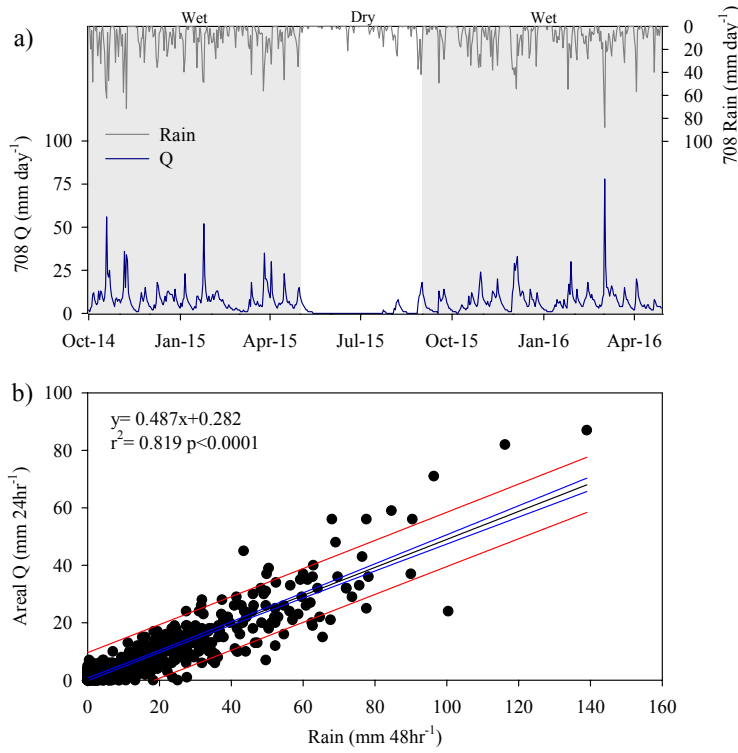 a)
Wet
Dry
Wet
0
20
40
60
80
100
708 Rain (mm day⁻¹)
Rain
Q
100
75
50
25
0
708 Q (mm day⁻¹)
Oct-14 Jan-15 Apr-15 Jul-15 Oct-15 Jan-16 Apr-16
b)
y= 0.487x+0.282
r²= 0.819 p<0.0001
100
80
60
40
20
0
Areal Q (mm 24hr⁻¹)
0 20 40 60 80 100 120 140 160
Rain (mm 48hr⁻¹)